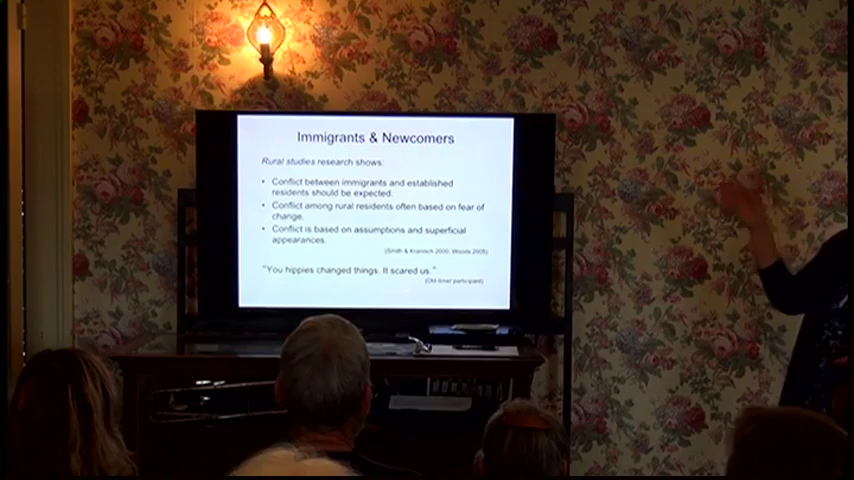 Immigrants & Newcomers
Rural studies research shows:
• Conflict between immigrants and established
residents should be expected.
• Conflict among rural residents often based on fear of
change.
• Conflict is based on assumptions and superficial
appearances.
(Smith & Krannich 2000; Woods 2005)
"You hippies changed things. It scared us."
(Old-timer participant)